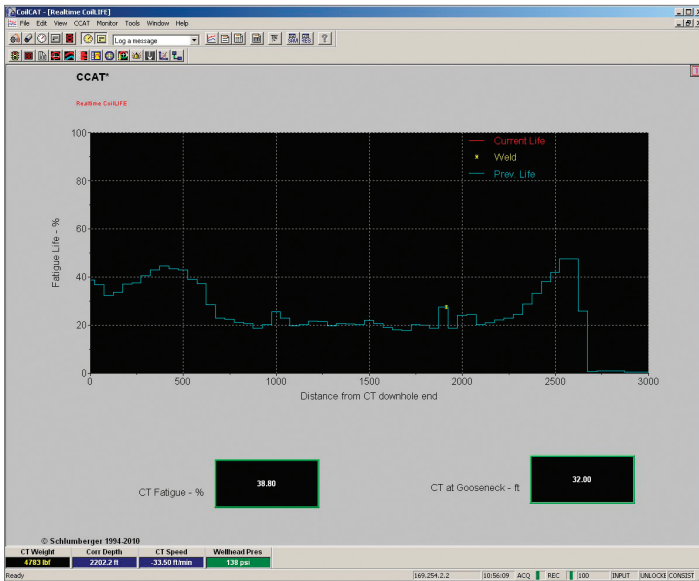 CoilCAT - [Realtime CoilLIFE]
File Edit View CCAT Monitor Tools Window Help
Log a message
CCAT*
Realtime CoilLIFE
Current Life
Weld
Prev. Life
Fatigue Life - %
100
80
60
40
20
0
0 500 1000 1500 2000 2500 3000
Distance from CT downhole end
CT Fatigue - %
38.80
CT at Gooseneck - ft
32.00
© Schlumberger 1994-2010
CT Weight Corr Depth CT Speed Wellhead Pres
4783 lbf 2202.2 ft -33.50 ft/min 138 psi
Ready 169.254.2.2 10:56:09 ACQ REC 100 INPUT UNLOCKE CONSIST